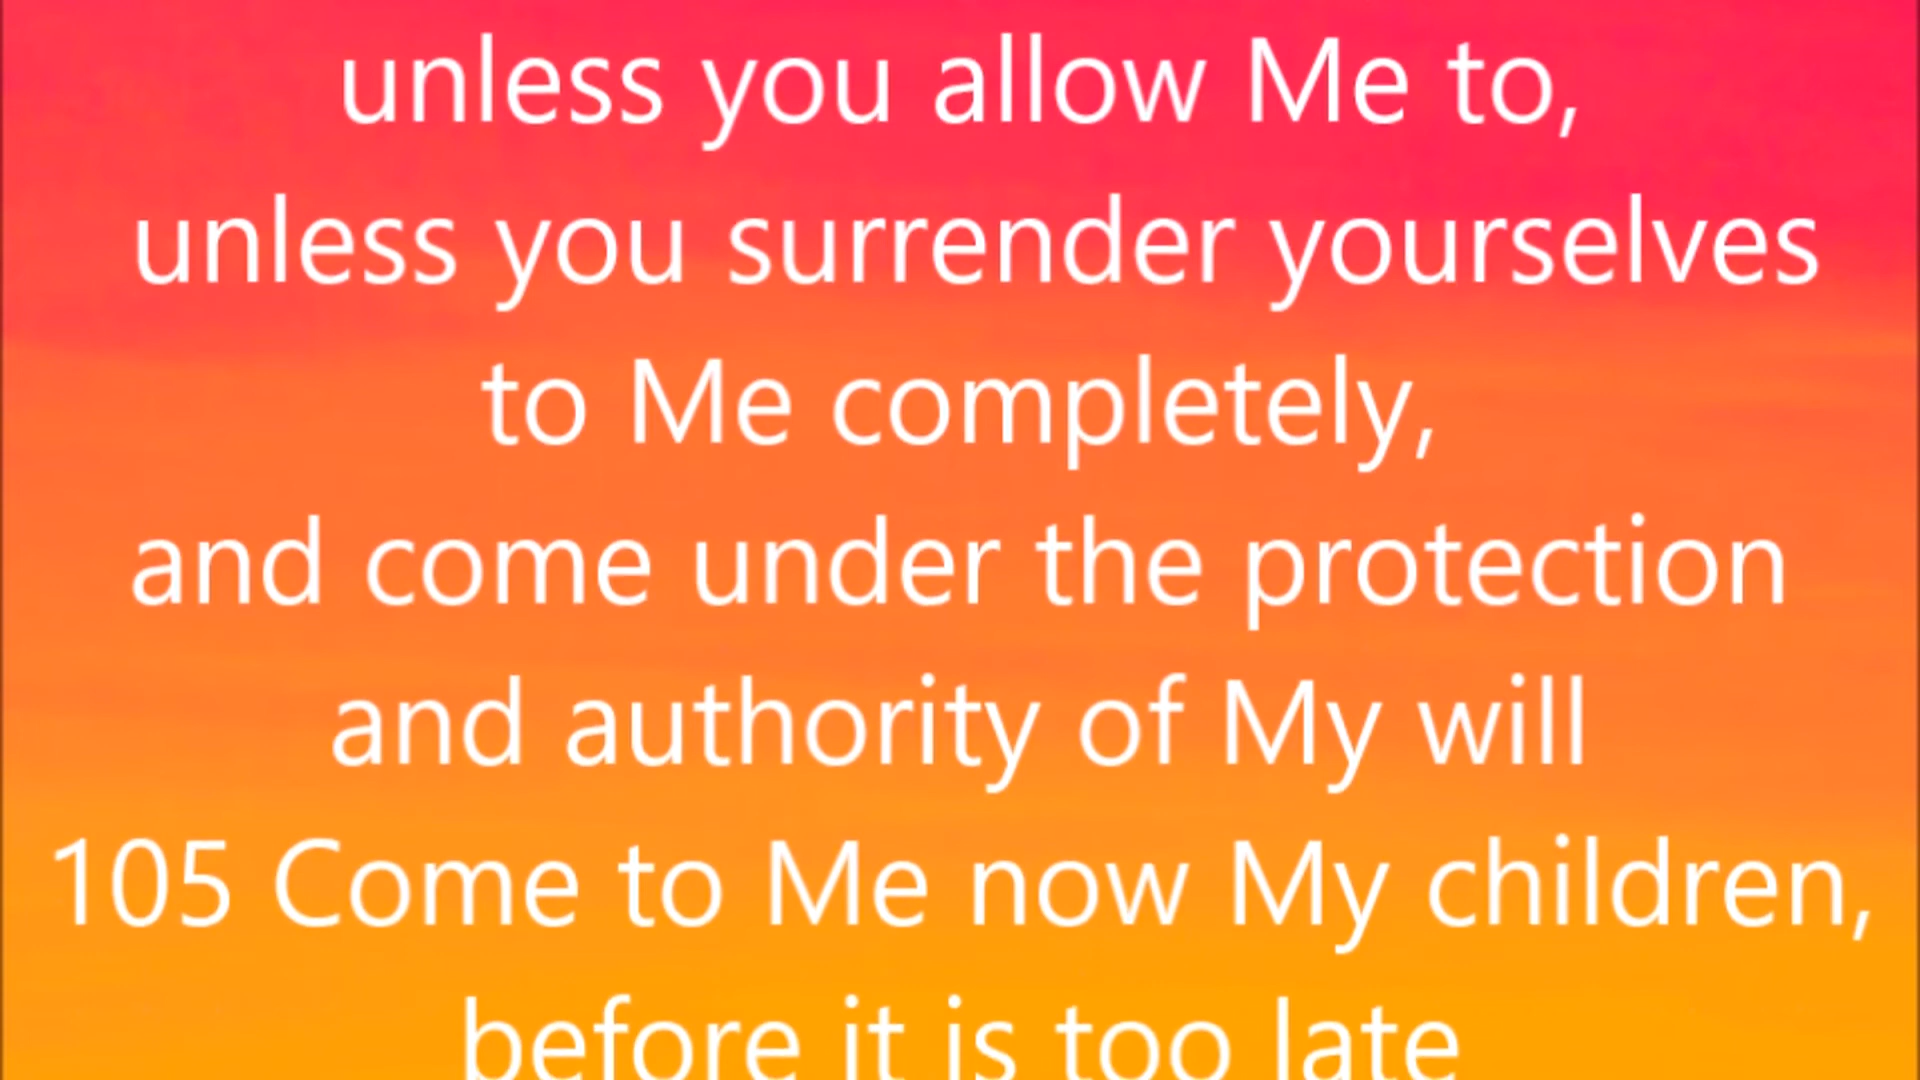 unless you allow Me to,
unless you surrender yourselves
to Me completely,
and come under the protection
and authority of My will
105 Come to Me now My children,
before it is too late